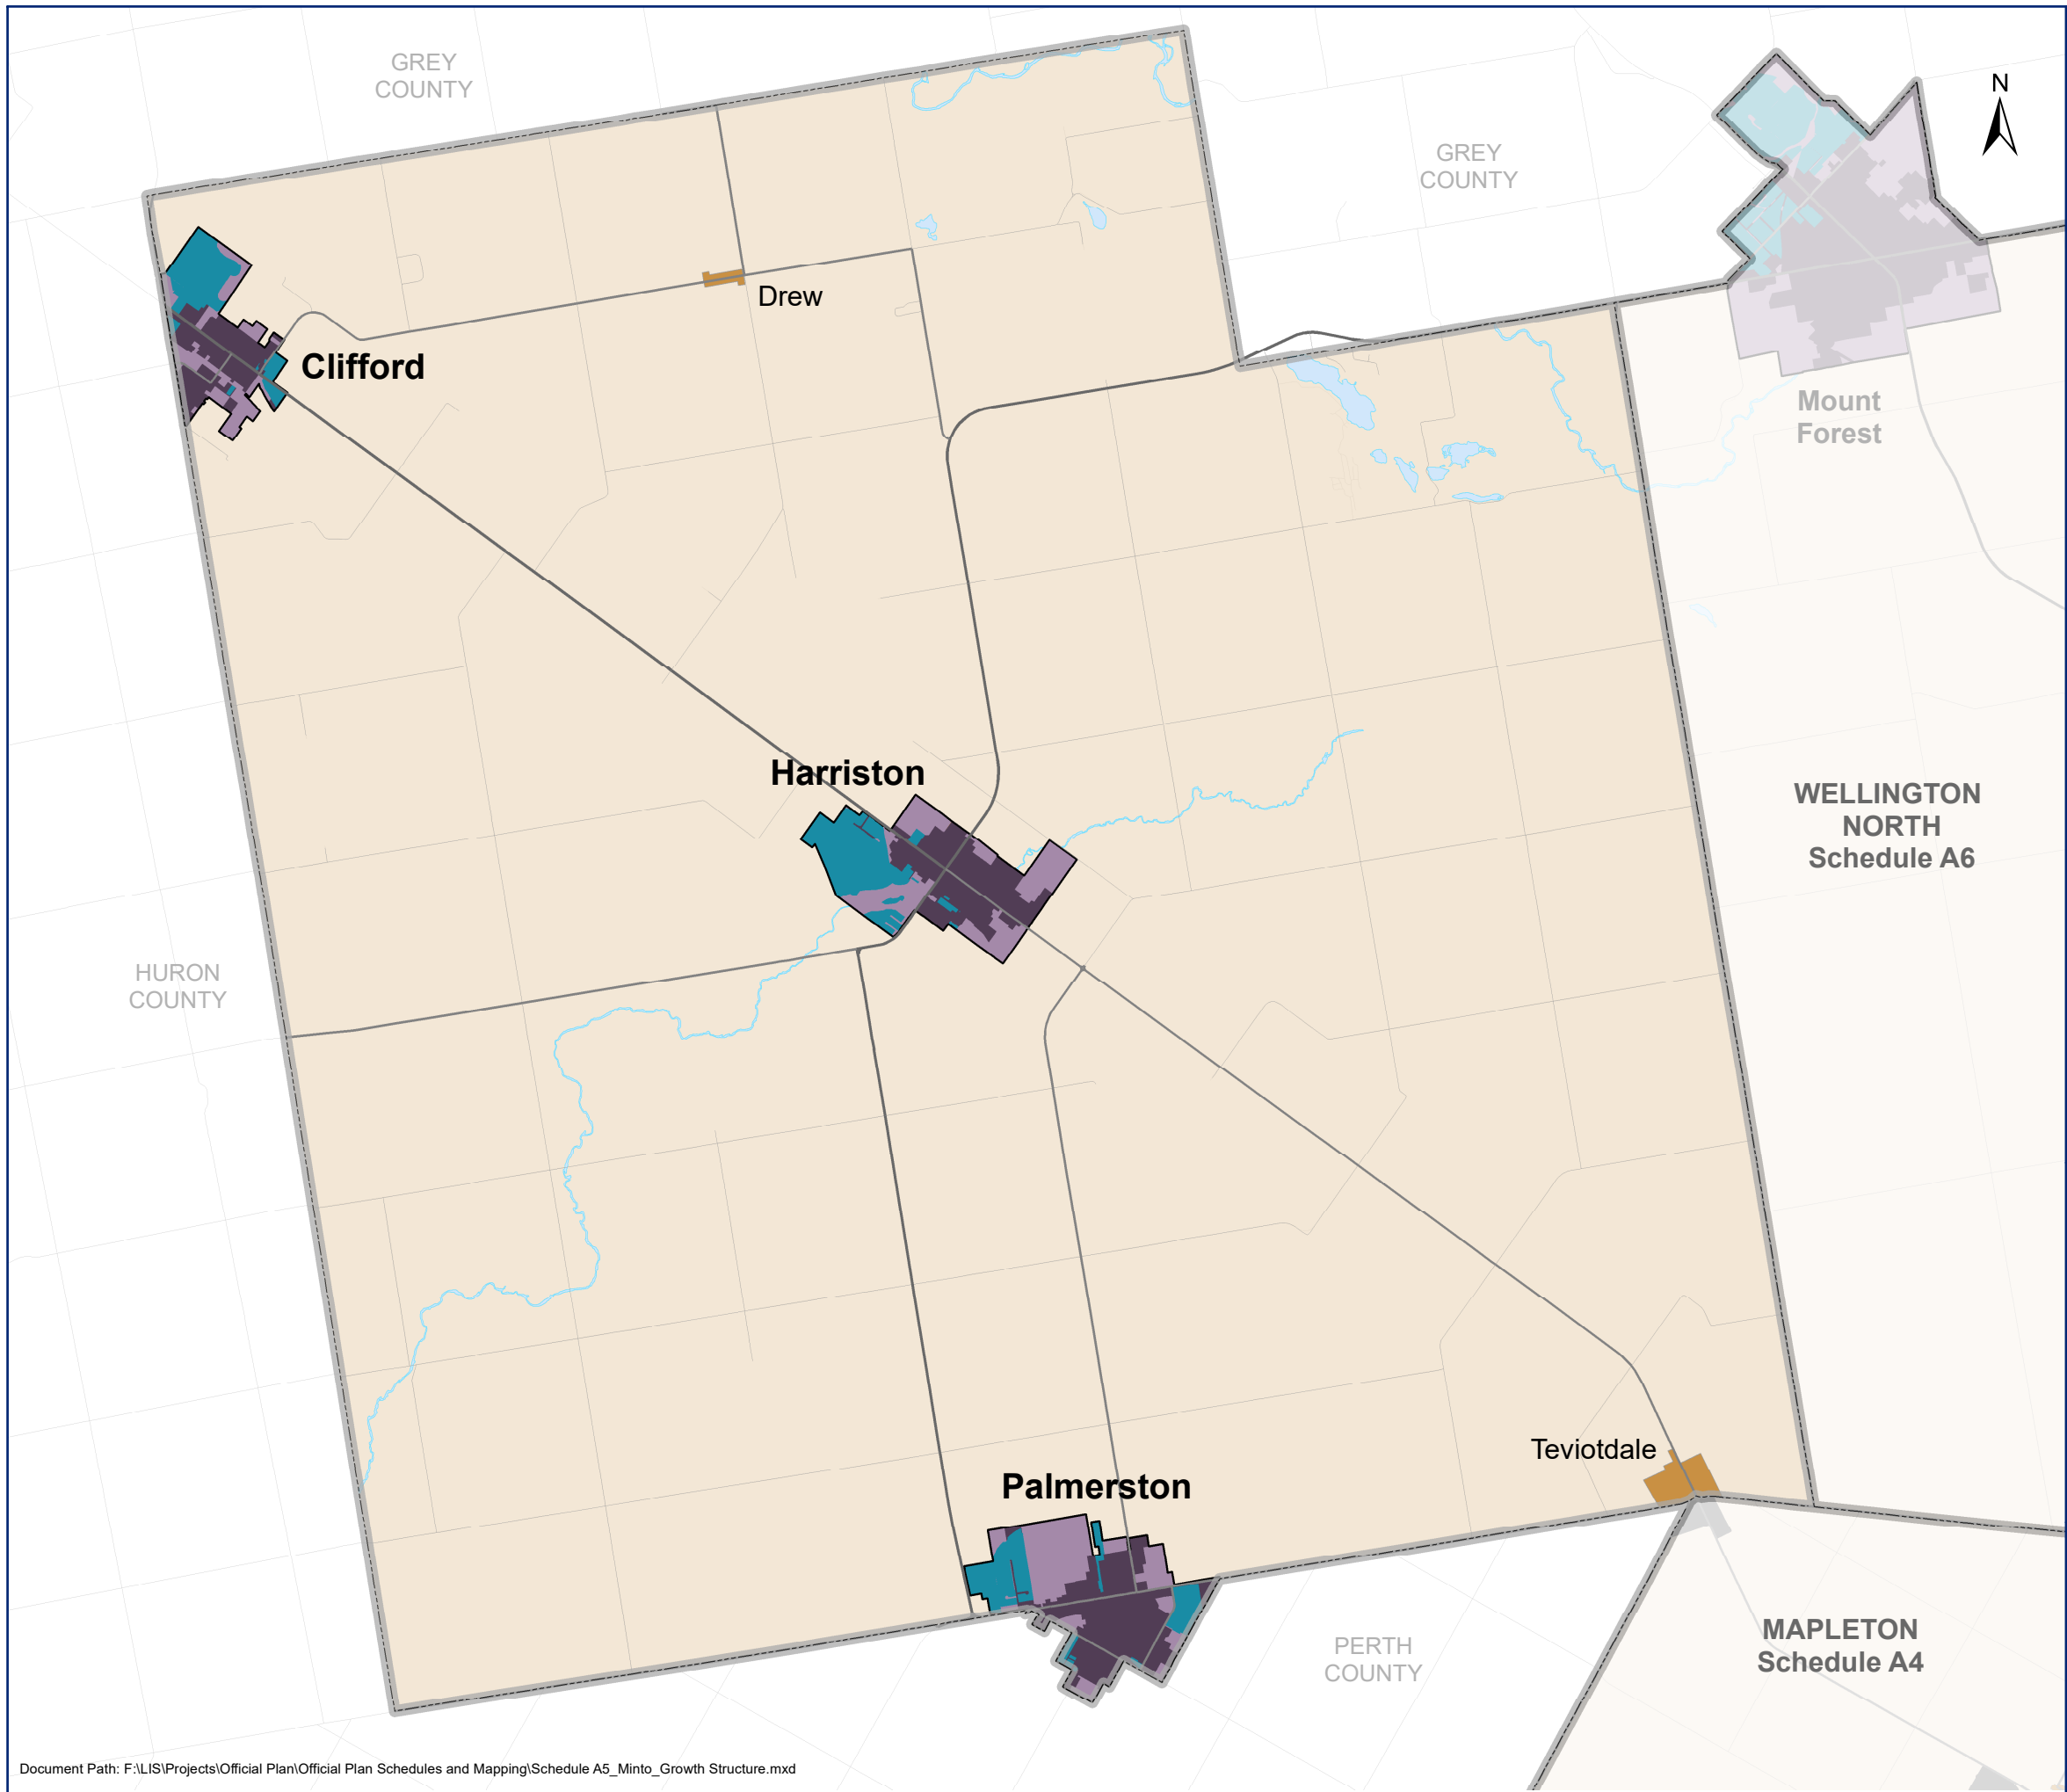 GREY
COUNTY
N
GREY
COUNTY
Drew
Clifford
Mount
Forest
Harriston
WELLINGTON
NORTH
Schedule A6
HURON
COUNTY
Teviotdale
Palmerston
PERTH
COUNTY
MAPLETON
Schedule A4
Document Path: F:\LIS\Projects\Official Plan\Official Plan Schedules and Mapping\Schedule A5_Minto_Growth Structure.mxd